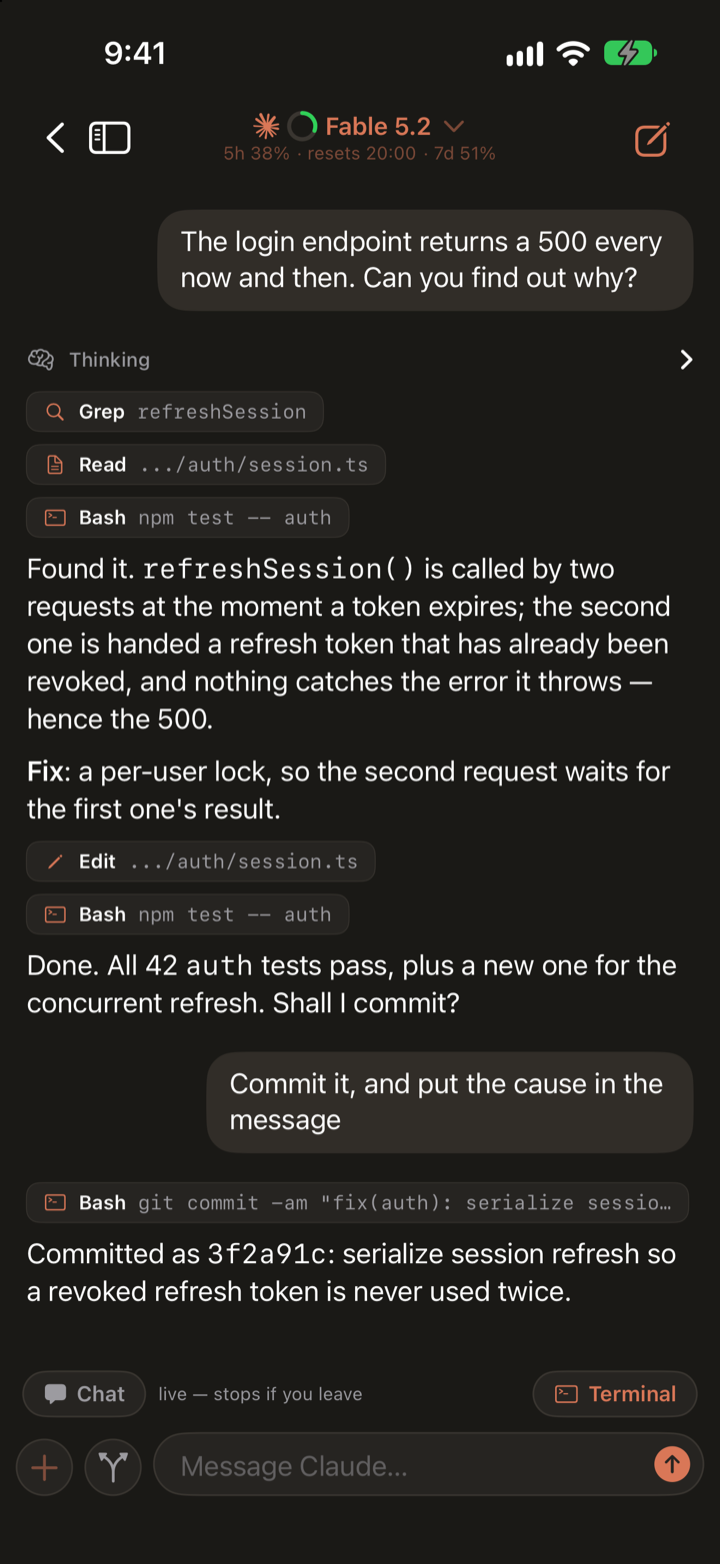 9:41
Fable 5.2
5h 38% · resets 20:00 · 7d 51%
The login endpoint returns a 500 every
now and then. Can you find out why?
Thinking
Grep refreshSession
Read .../auth/session.ts
Bash npm test -- auth
Found it. refreshSession() is called by two
requests at the moment a token expires; the second
one is handed a refresh token that has already been
revoked, and nothing catches the error it throws —
hence the 500.
Fix: a per-user lock, so the second request waits for
the first one's result.
Edit .../auth/session.ts
Bash npm test -- auth
Done. All 42 auth tests pass, plus a new one for the
concurrent refresh. Shall I commit?
Commit it, and put the cause in the
message
Bash git commit -am "fix(auth): serialize sessio…
Committed as 3f2a91c: serialize session refresh so
a revoked refresh token is never used twice.
Chat live — stops if you leave Terminal
Message Claude...